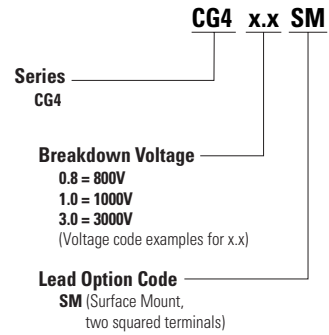 CG4 x.x SM
Series
CG4
Breakdown Voltage
0.8 = 800V
1.0 = 1000V
3.0 = 3000V
(Voltage code examples for x.x)
Lead Option Code
SM (Surface Mount,
two squared terminals)